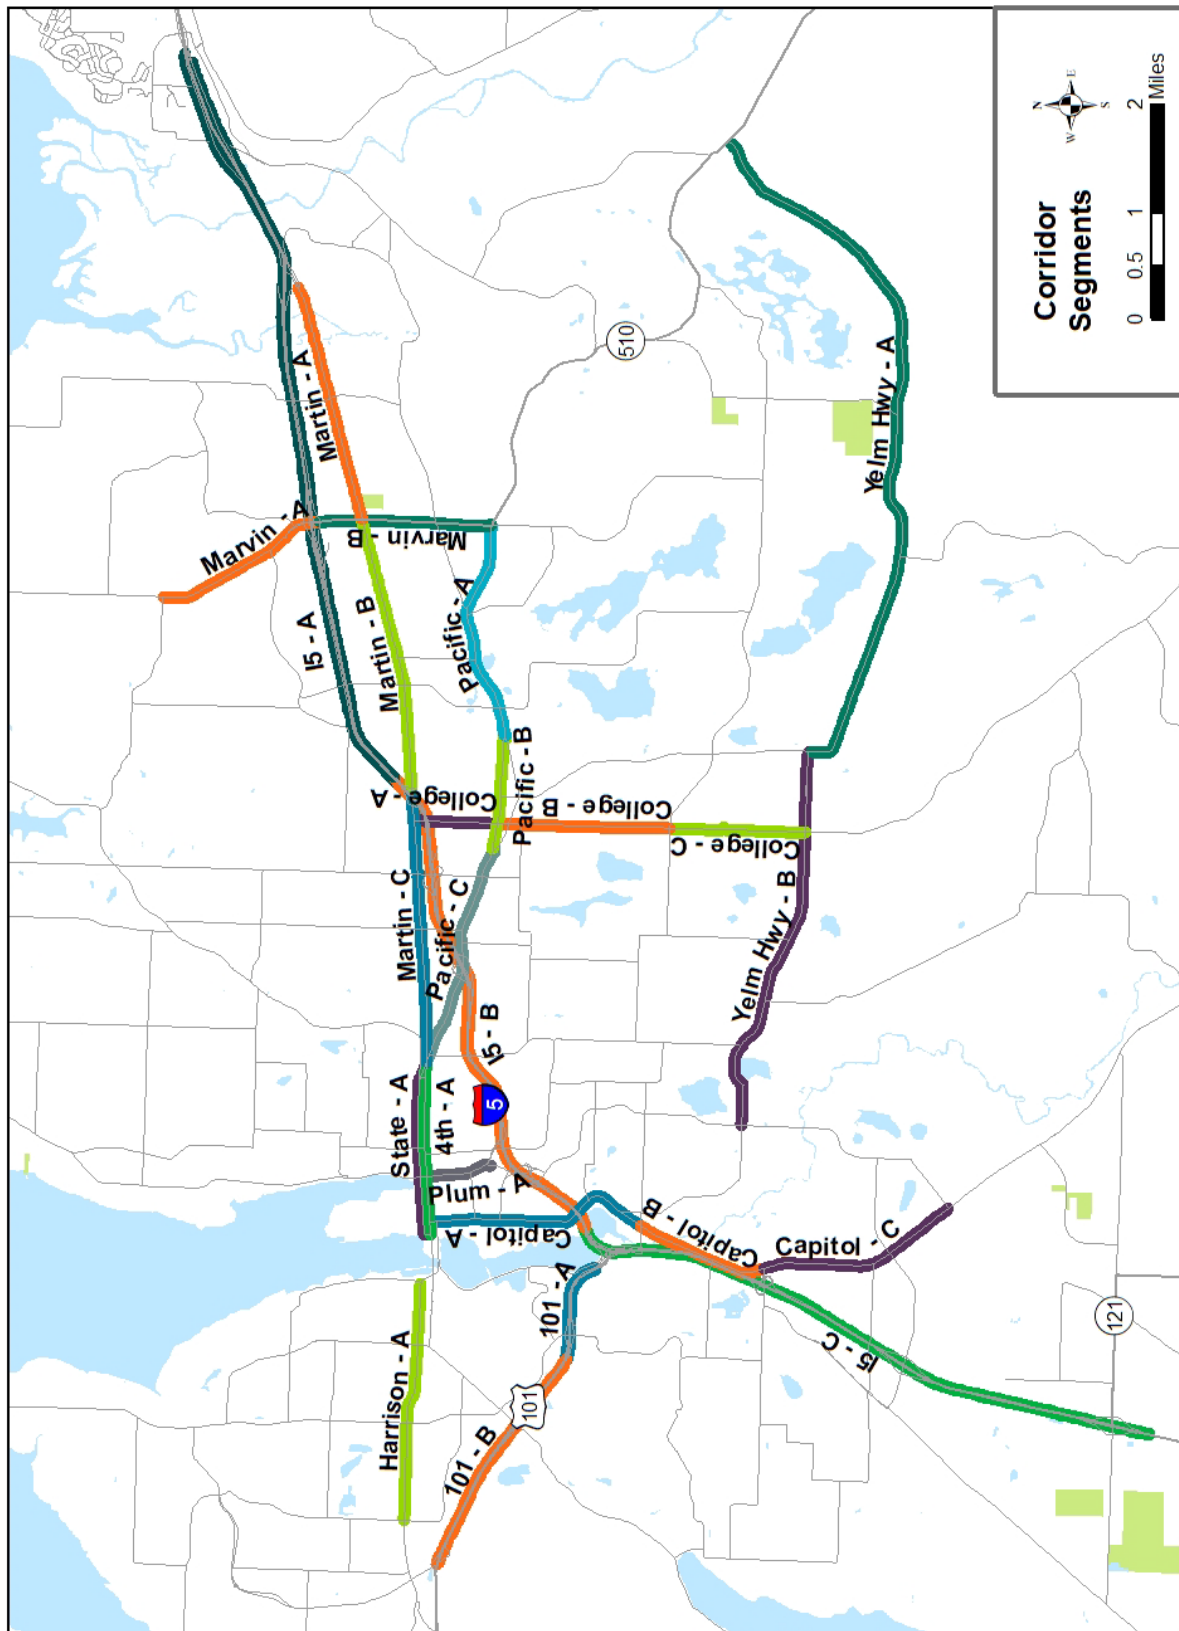 Corridor
Segments
N
W E
S
0 0.5 1 2
Miles
Marvin - A
I5 - A
Martin - A
Marvin - B
Martin - B
Pacific - A
510
Yelm Hwy - A
College - A
Pacific - B
College - B
College - C
Martin - C
Pacific - C
Yelm Hwy - B
I5 - B
5
State - A
4th - A
Plum - A
Capitol - A
Capitol - B
Capitol - C
Harrison - A
101 - A
101
101 - B
I5 - C
121